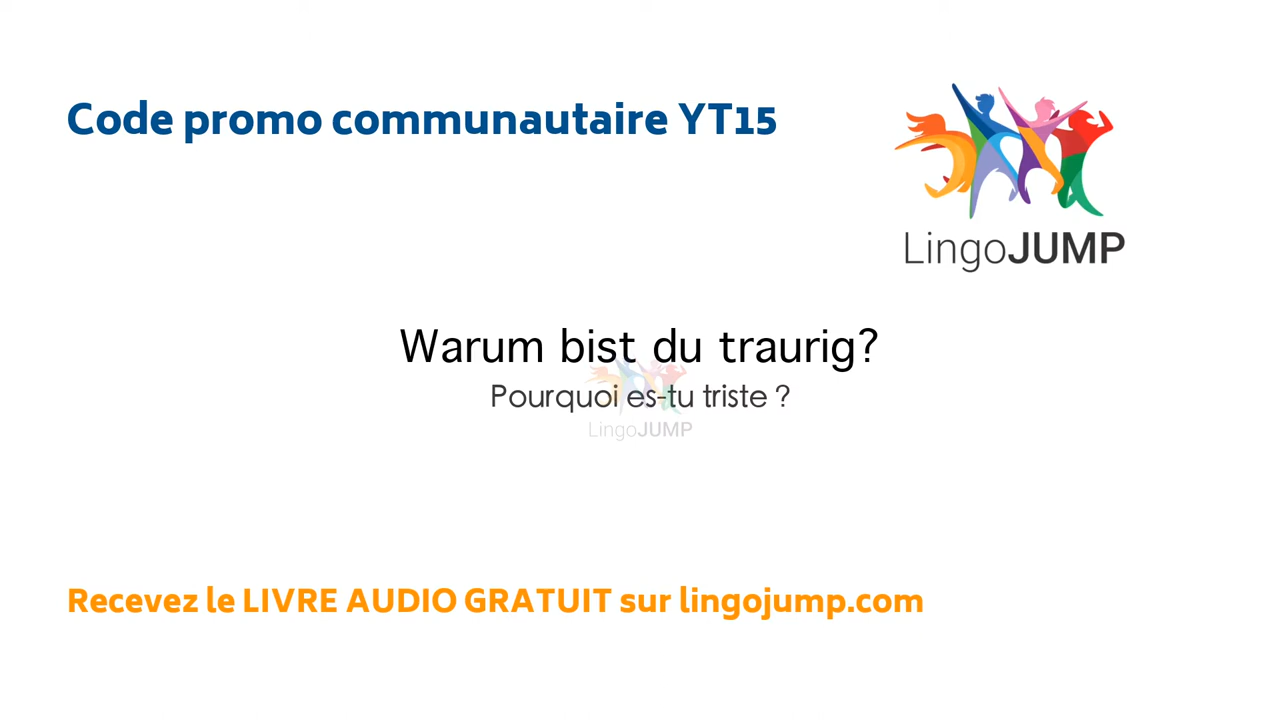 Code promo communautaire YT15
LingoJUMP
Warum bist du traurig?
Pourquoi es-tu triste ?
LingoJUMP
Recevez le LIVRE AUDIO GRATUIT sur lingojump.com